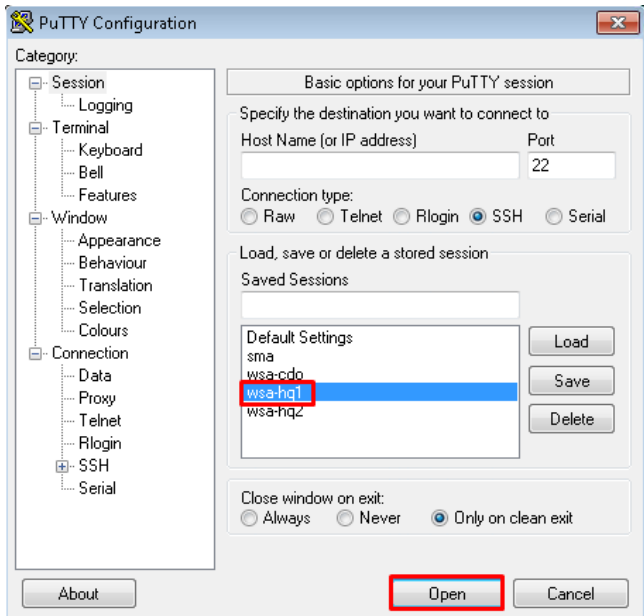 PuTTY Configuration
Category:
Session
Logging
Terminal
Keyboard
Bell
Features
Window
Appearance
Behaviour
Translation
Selection
Colours
Connection
Data
Proxy
Telnet
Rlogin
SSH
Serial
Basic options for your PuTTY session
Specify the destination you want to connect to
Host Name (or IP address) Port
22
Connection type:
Raw Telnet Rlogin SSH Serial
Load, save or delete a stored session
Saved Sessions
Default Settings
sma
wsa-cdo
wsa-hq1
wsa-hq2
Load
Save
Delete
Close window on exit:
Always Never Only on clean exit
About Open Cancel